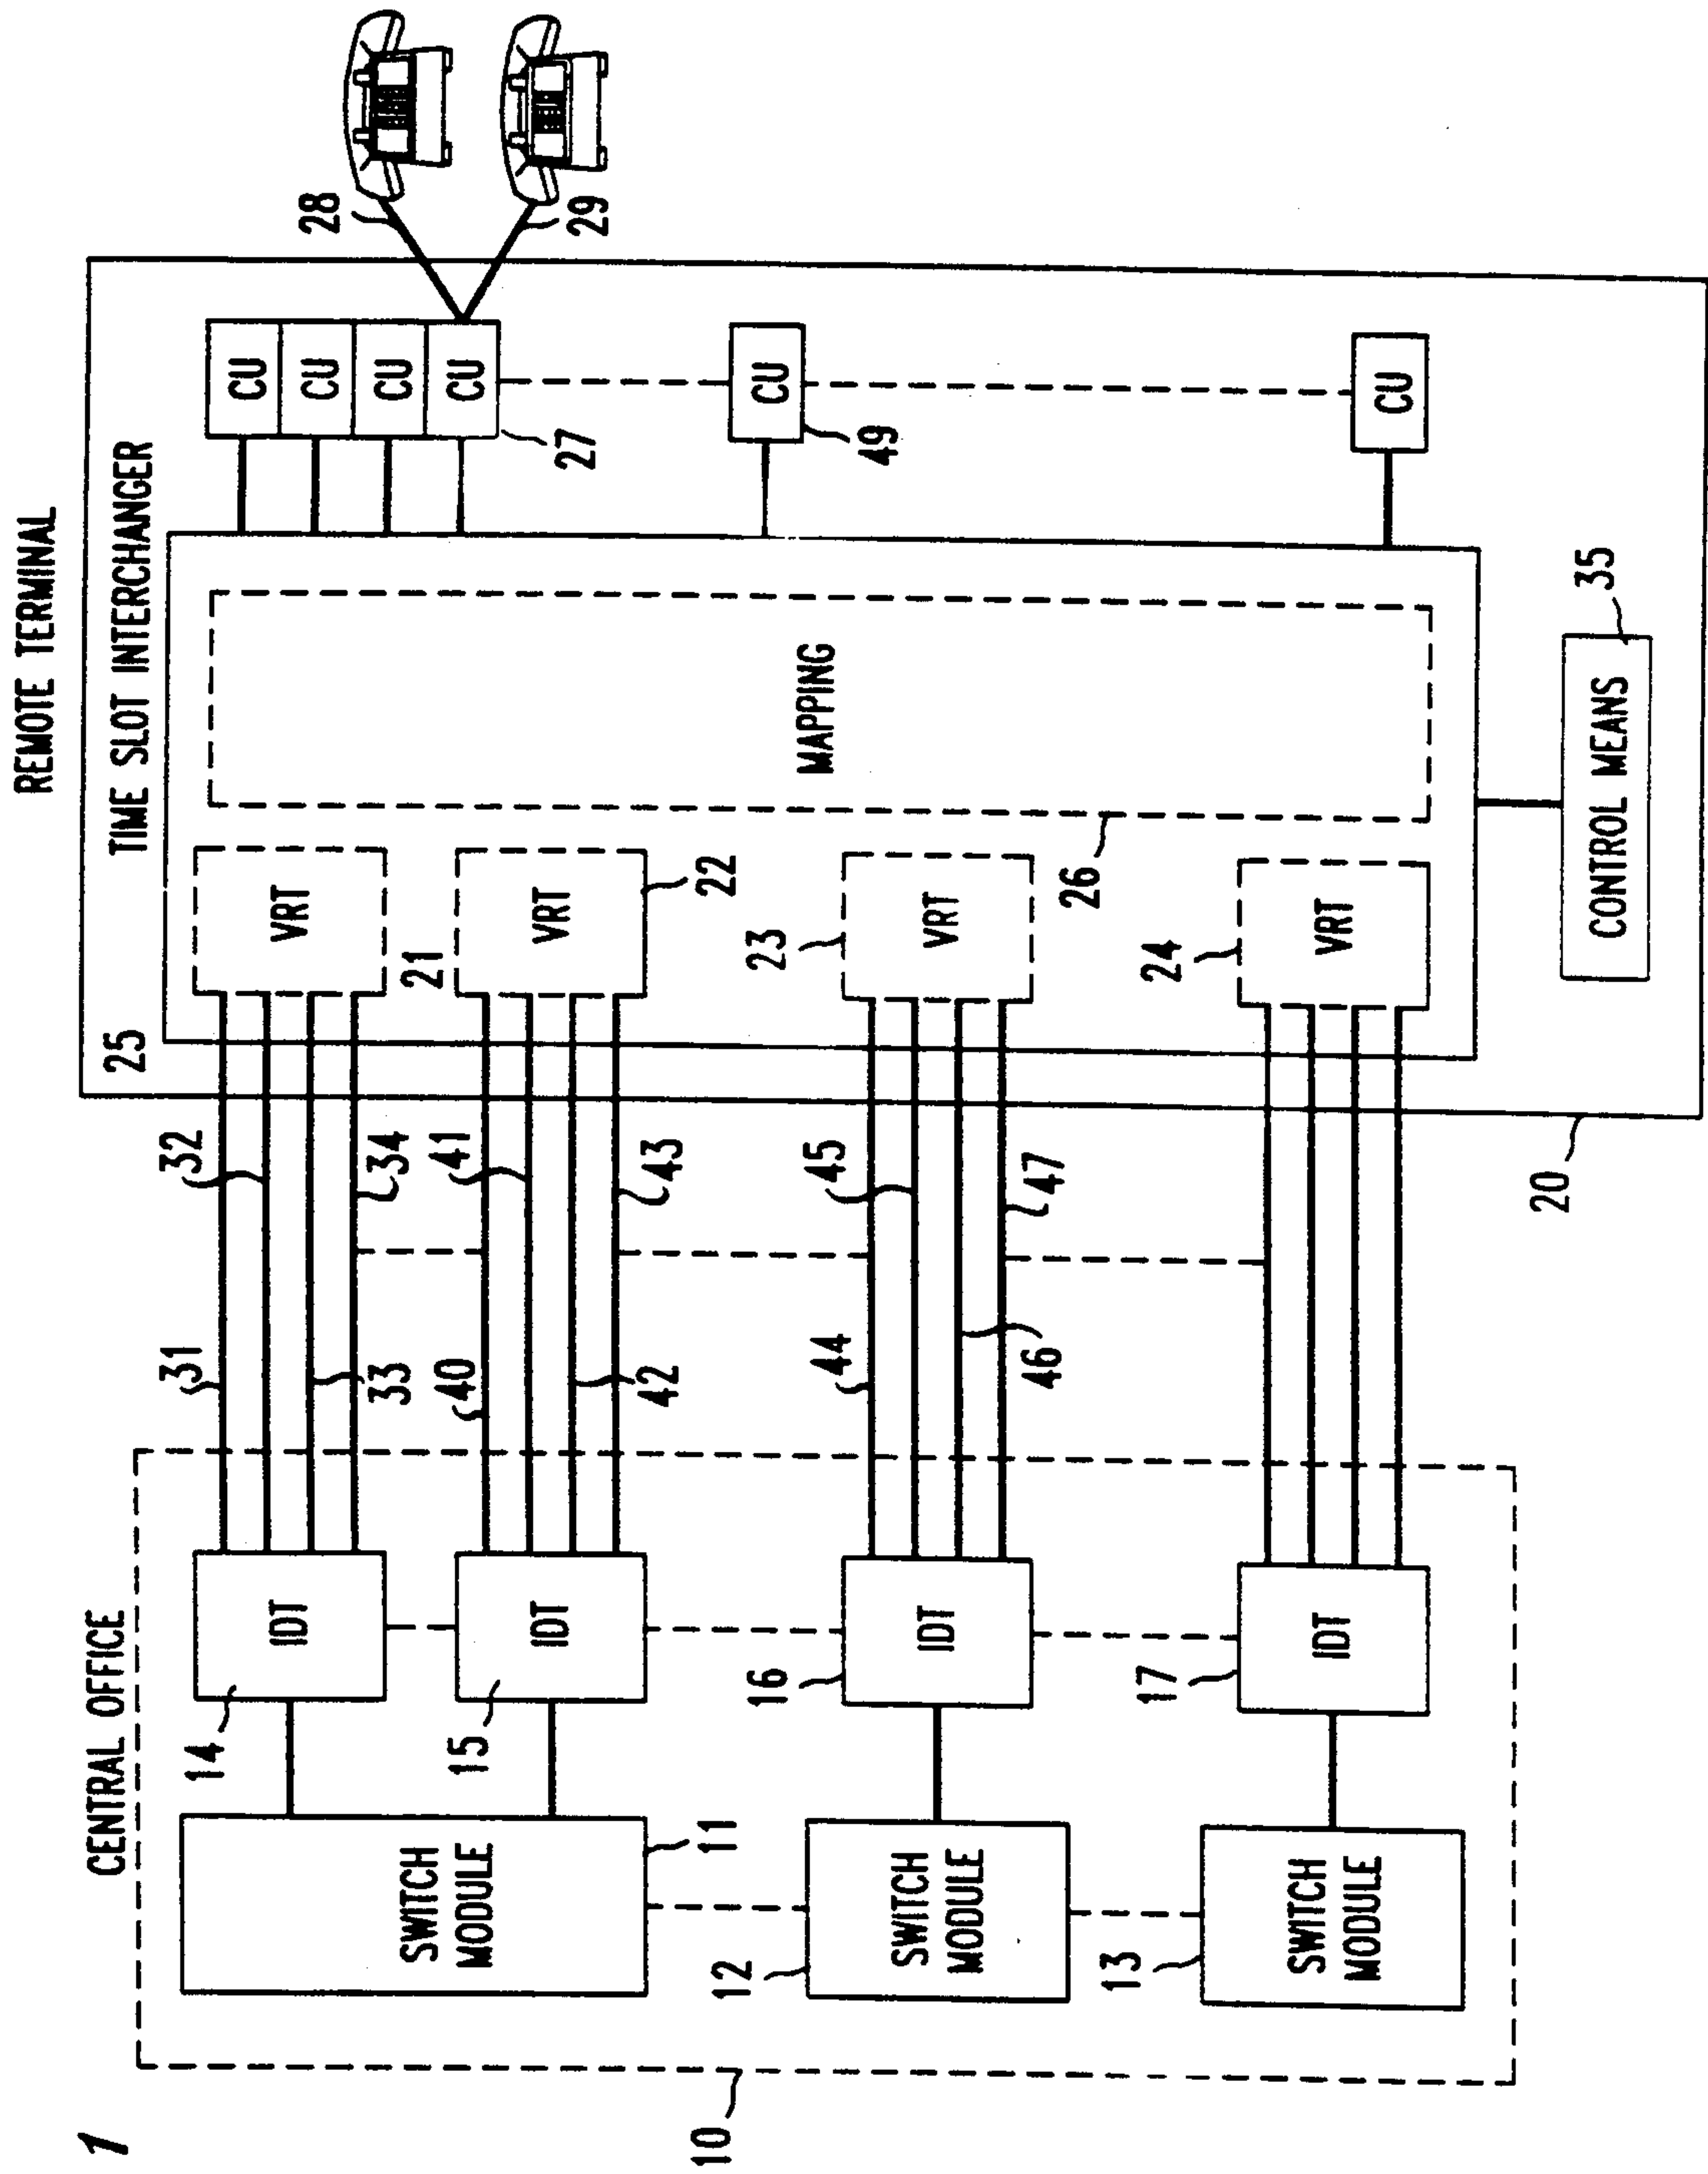 1
REMOTE TERMINAL
CENTRAL OFFICE
TIME SLOT INTERCHANGER
25
10
20
SWITCH
MODULE
11
14
IDT
31
32
33
34
VRT
21
15
IDT
40
41
42
43
VRT
22
SWITCH
MODULE
12
16
IDT
44
45
46
47
VRT
23
SWITCH
MODULE
13
17
IDT
VRT
24
MAPPING
26
CU
CU
CU
CU
27
28
29
CU
49
CU
CONTROL MEANS
35